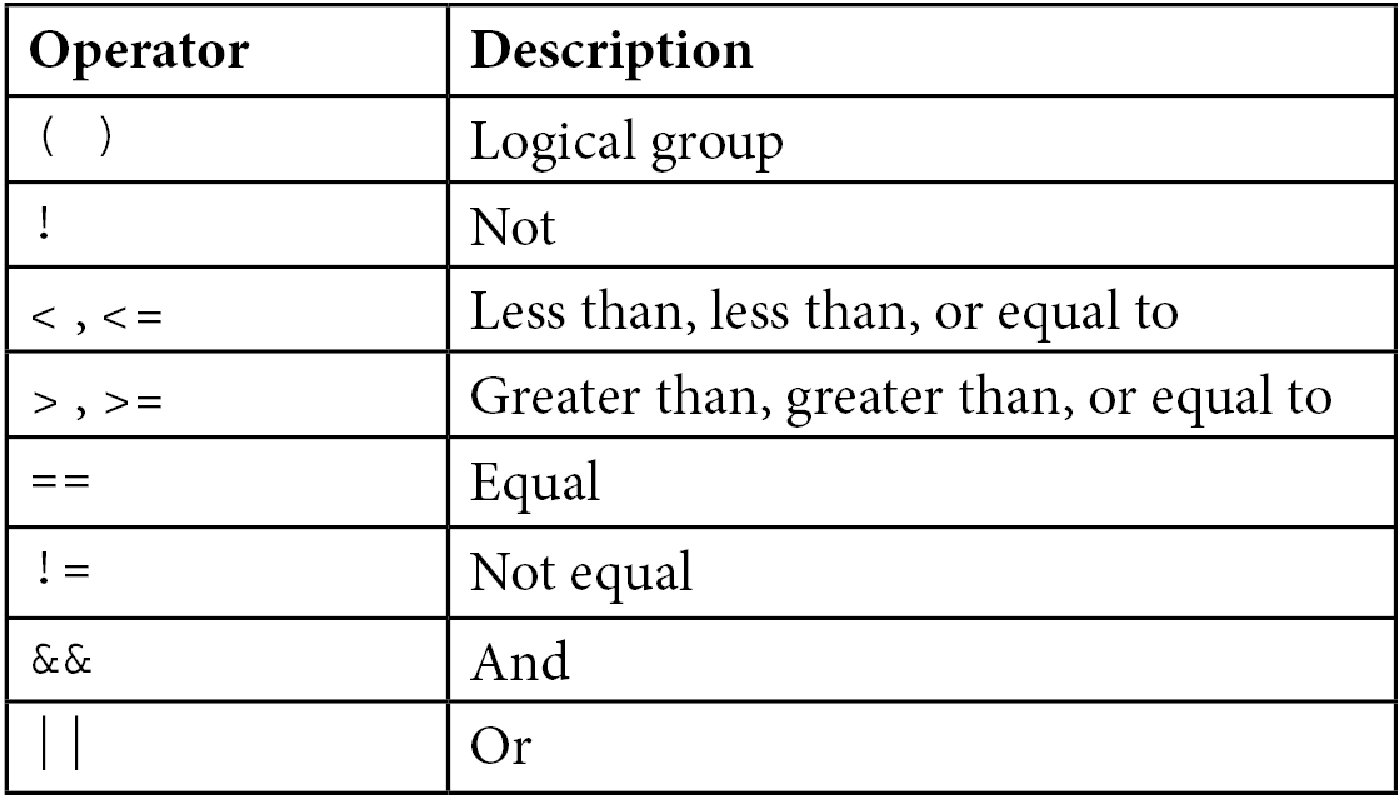 Operator Description
( ) Logical group
! Not
< , <= Less than, less than, or equal to
> , >= Greater than, greater than, or equal to
== Equal
!= Not equal
&& And
|| Or